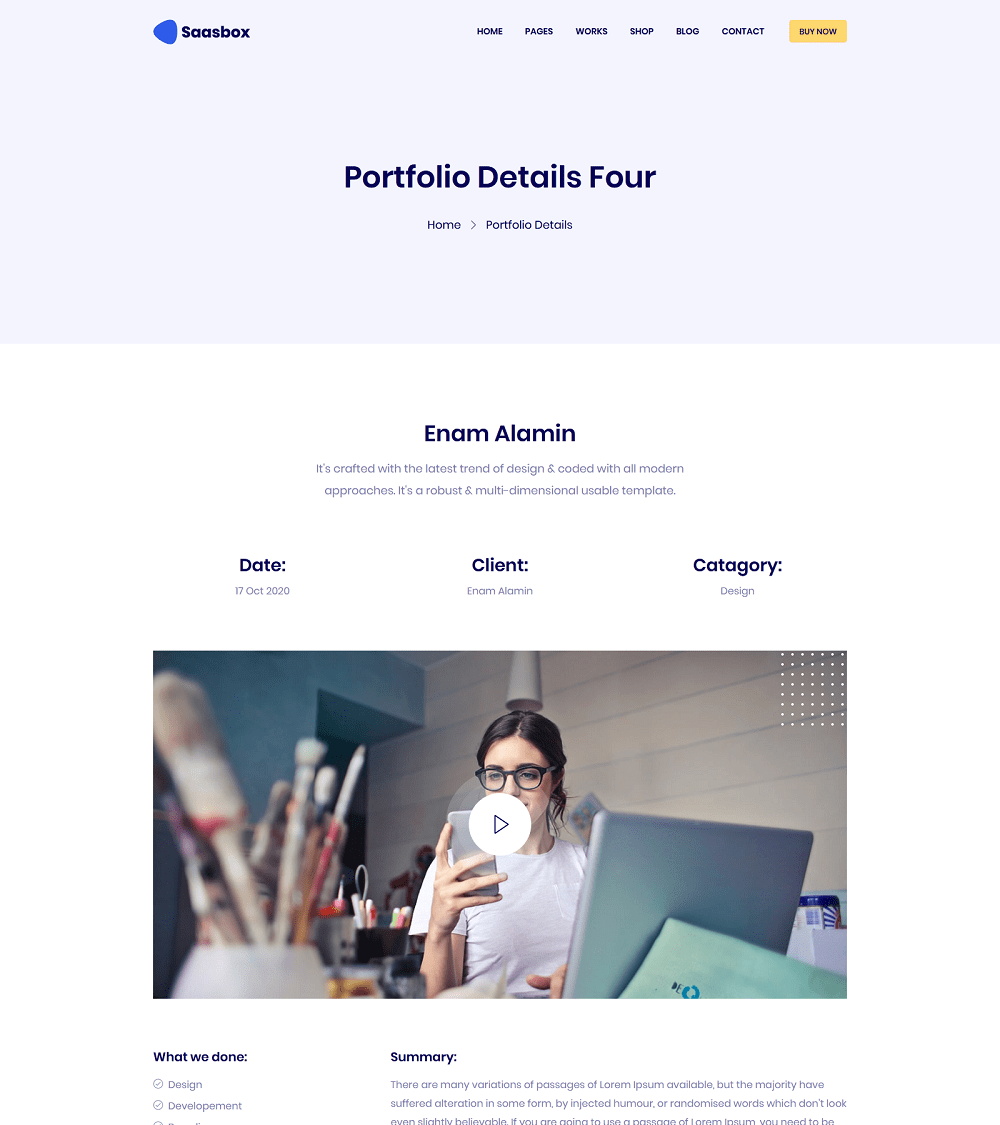 Saasbox
HOME PAGES WORKS SHOP BLOG CONTACT BUY NOW
Portfolio Details Four
Home Portfolio Details
Enam Alamin
It's crafted with the latest trend of design & coded with all modern
approaches. It's a robust & multi-dimensional usable template.
Date:
17 Oct 2020
Client:
Enam Alamin
Catagory:
Design
What we done:
Design
Developement
Summary:
There are many variations of passages of Lorem Ipsum available, but the majority have
suffered alteration in some form, by injected humour, or randomised words which don't look
even slightly believable. If you are going to use a passage of Lorem Ipsum, you need to be